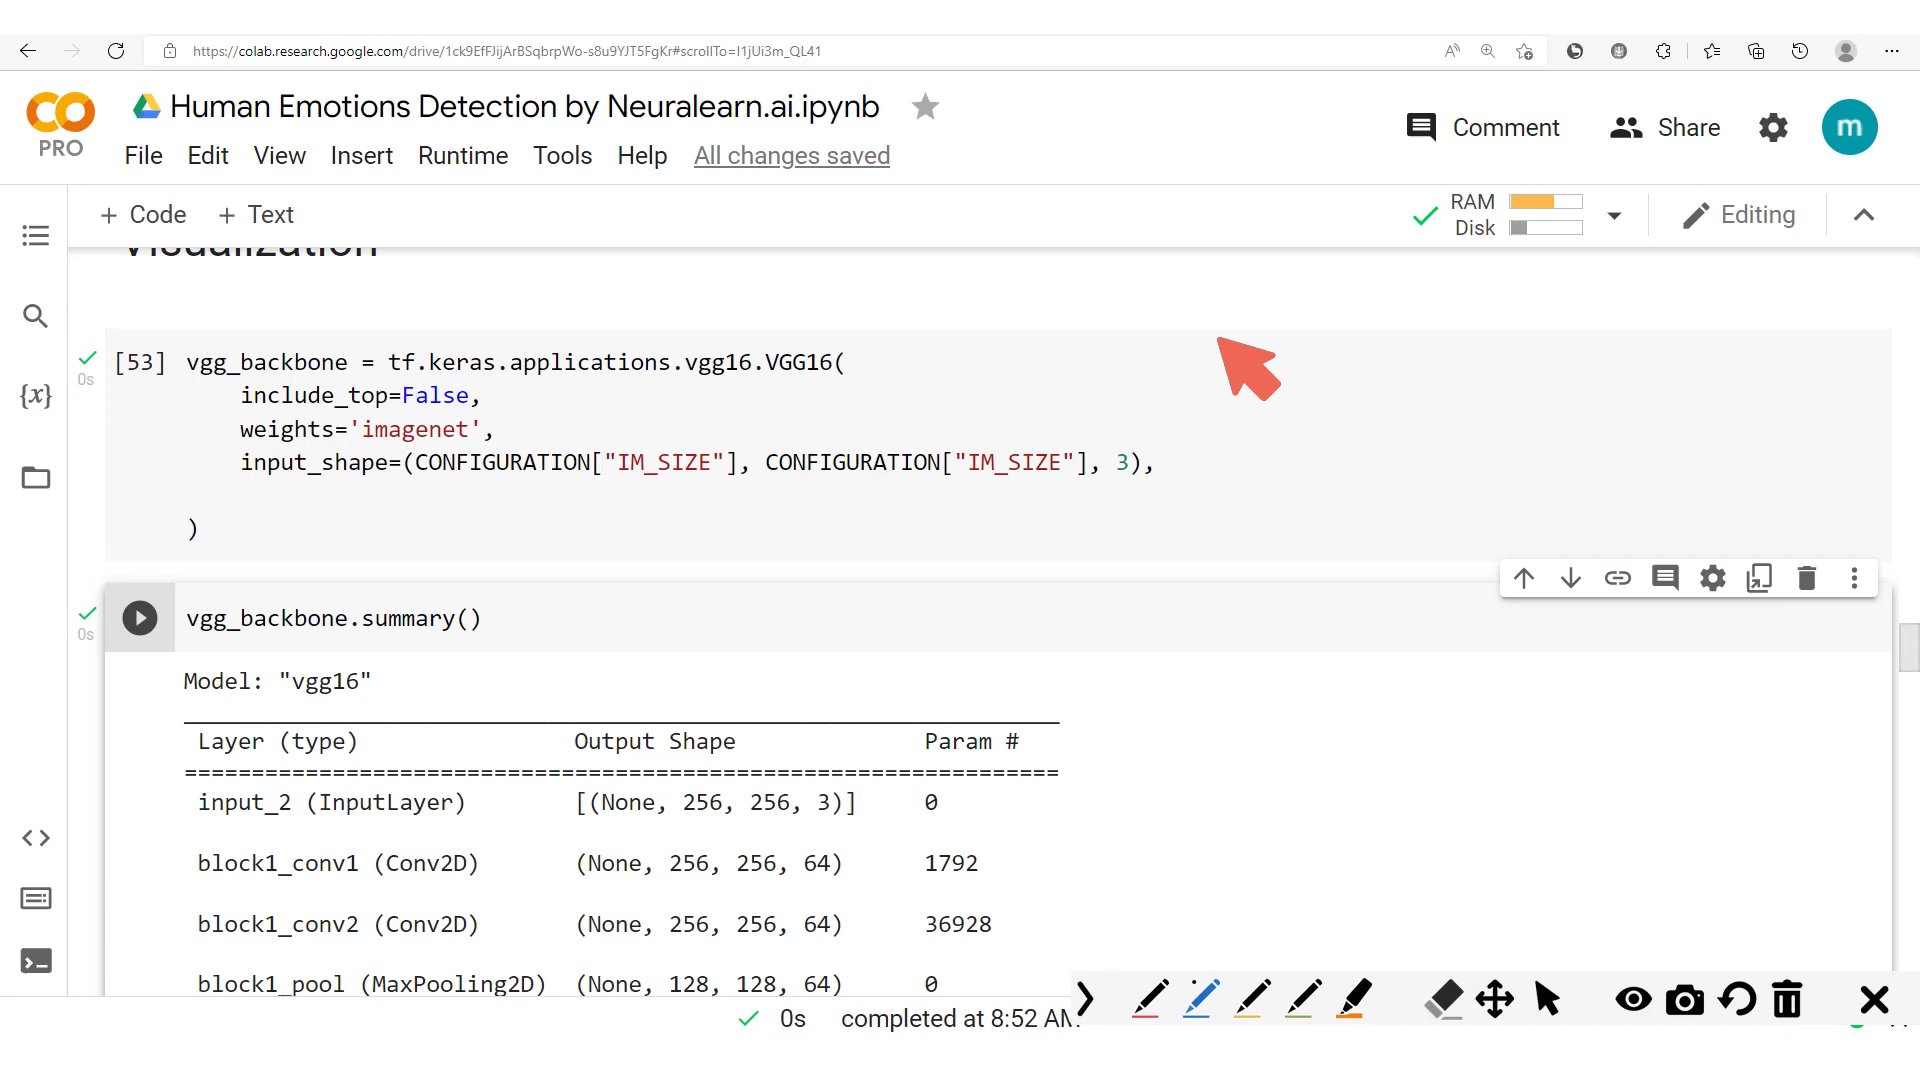 https://colab.research.google.com/drive/1ck9EfFJijArBSqbrpWo-s8u9YJT5FgKr#scrollTo=I1jUi3m_QL41
PRO
Human Emotions Detection by Neuralearn.ai.ipynb
Comment
Share
m
File Edit View Insert Runtime Tools Help All changes saved
+ Code + Text
RAM
Disk
Editing
Visualization
[53] vgg_backbone = tf.keras.applications.vgg16.VGG16(
0s
include_top=False,
weights='imagenet',
input_shape=(CONFIGURATION["IM_SIZE"], CONFIGURATION["IM_SIZE"], 3),
)
vgg_backbone.summary()
0s
Model: "vgg16"
Layer (type) Output Shape Param #
=================================================================
input_2 (InputLayer) [(None, 256, 256, 3)] 0
block1_conv1 (Conv2D) (None, 256, 256, 64) 1792
block1_conv2 (Conv2D) (None, 256, 256, 64) 36928
block1_pool (MaxPooling2D) (None, 128, 128, 64) 0
0s completed at 8:52 AM